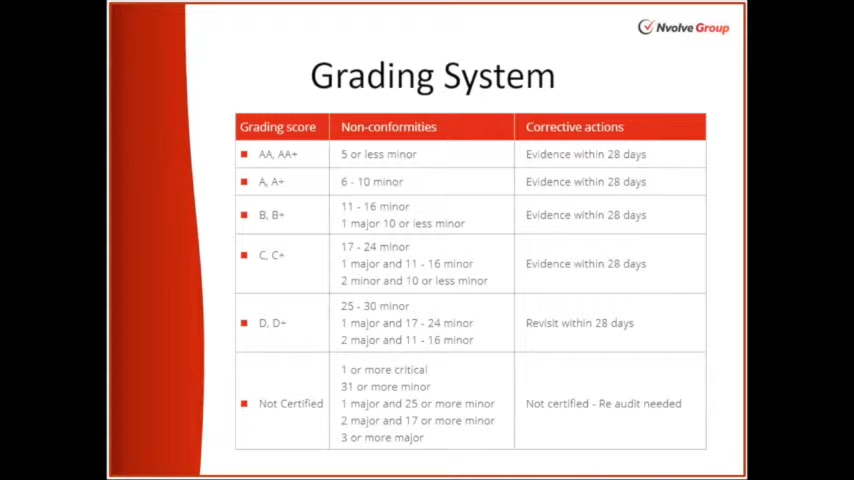 Nvolve Group
Grading System
Grading score Non-conformities Corrective actions
AA, AA+ 5 or less minor Evidence within 28 days
A, A+ 6 - 10 minor Evidence within 28 days
B, B+ 11 - 16 minor Evidence within 28 days
1 major 10 or less minor
C, C+ 17 - 24 minor Evidence within 28 days
1 major and 11 - 16 minor
2 minor and 10 or less minor
D, D+ 25 - 30 minor Revisit within 28 days
1 major and 17 - 24 minor
2 major and 11 - 16 minor
Not Certified 1 or more critical Not certified - Re audit needed
31 or more minor
1 major and 25 or more minor
2 major and 17 or more minor
3 or more major